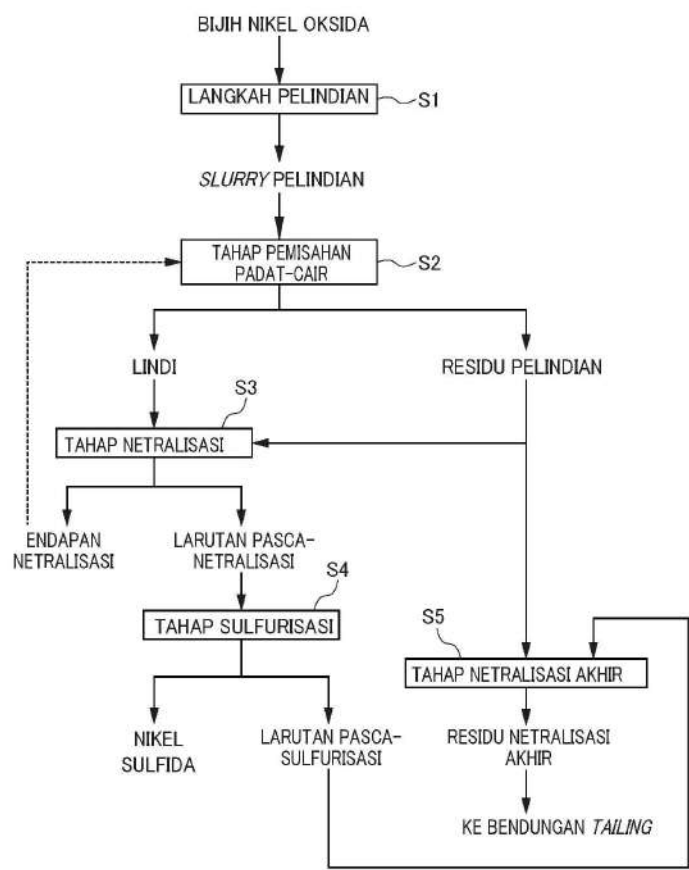 BIJIH NIKEL OKSIDA
LANGKAH PELINDIAN
S1
SLURRY PELINDIAN
TAHAP PEMISAHAN
PADAT-CAIR
S2
LINDI
RESIDU PELINDIAN
S3
TAHAP NETRALISASI
ENDAPAN
NETRALISASI
LARUTAN PASCA-
NETRALISASI
S4
TAHAP SULFURISASI
S5
TAHAP NETRALISASI AKHIR
NIKEL
SULFIDA
LARUTAN PASCA-
SULFURISASI
RESIDU NETRALISASI
AKHIR
KE BENDUNGAN TAILING